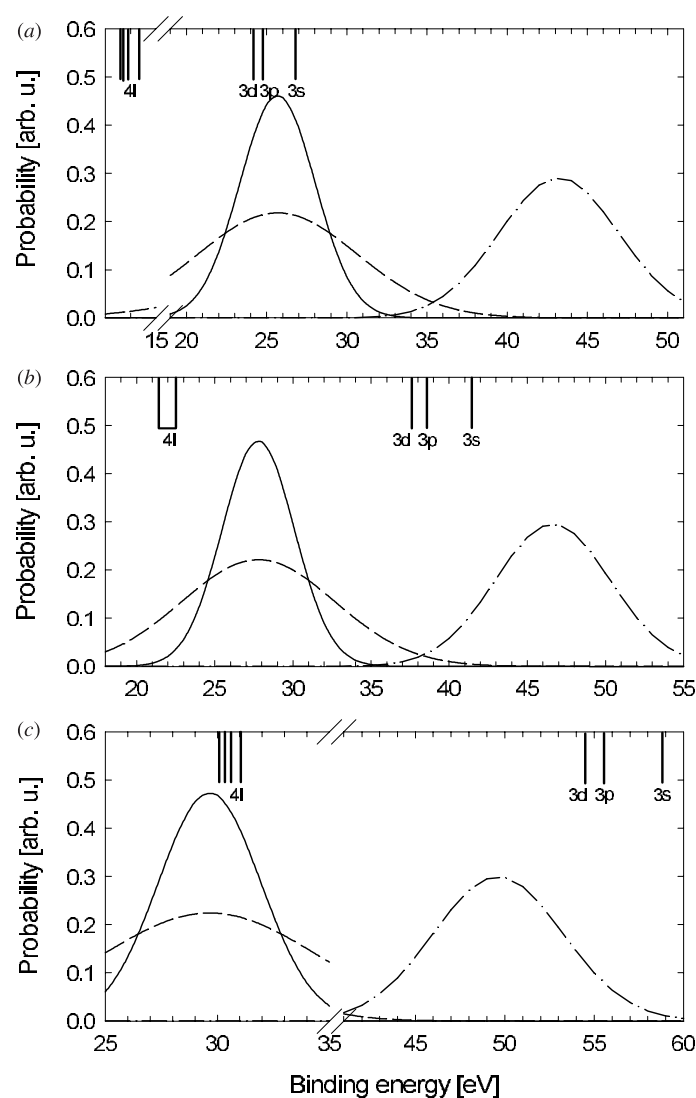 (a)
0.6
0.5
0.4
0.3
0.2
0.1
0.0
Probability [arb. u.]
4l
3d 3p 3s
15 20 25 30 35 40 45 50
(b)
0.6
0.5
0.4
0.3
0.2
0.1
0.0
Probability [arb. u.]
4l
3d 3p 3s
20 25 30 35 40 45 50 55
(c)
0.6
0.5
0.4
0.3
0.2
0.1
0.0
Probability [arb. u.]
4l
3d 3p 3s
25 30 35 45 50 55 60
Binding energy [eV]